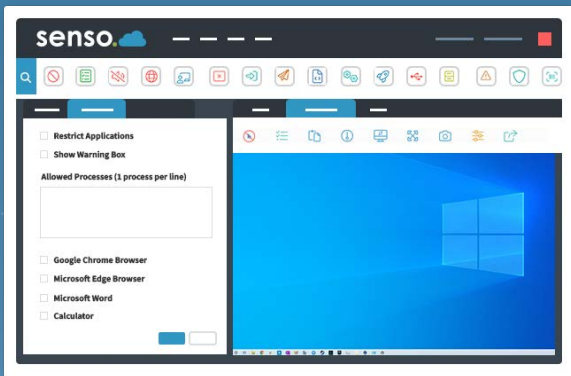 senso.
Restrict Applications
Show Warning Box
Allowed Processes (1 process per line)
Google Chrome Browser
Microsoft Edge Browser
Microsoft Word
Calculator